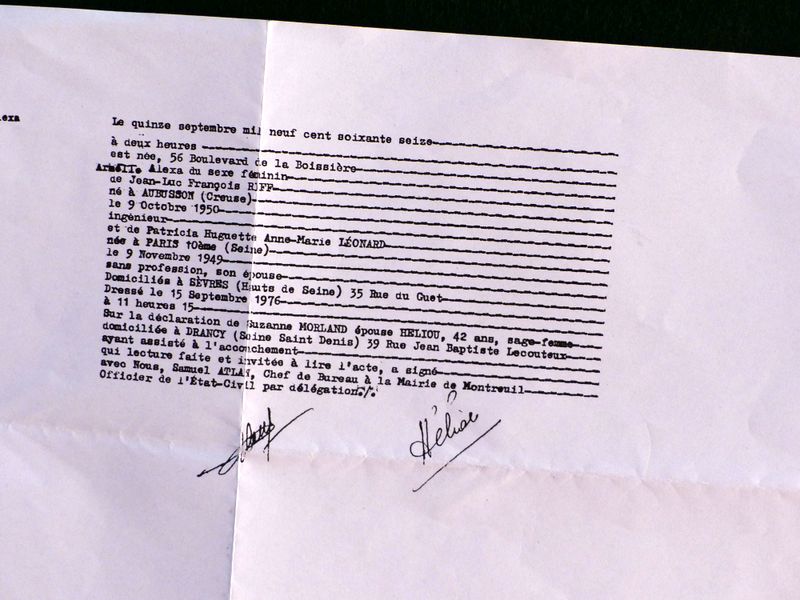 exa
Le quinze septembre mil neuf cent soixante seize
à deux heures
est née, 56 Boulevard de la Boissière
Alexa du sexe féminin
de Jean-Luc François RIFF
né à AUBUSSON (Creuse)
le 9 Octobre 1950
ingénieur
et de Patricia Huguette Anne-Marie LÉONARD
née à PARIS 10ème (Seine)
le 9 Novembre 1949
sans profession, son épouse
Domiciliés à SÈVRES (Hauts de Seine) 35 Rue du Guet
Dressé le 15 Septembre 1976
à 11 heures 15
Sur la déclaration de Suzanne MORLAND épouse HELIOU, 42 ans, sage-femme
domiciliée à DRANCY (Seine Saint Denis) 39 Rue Jean Baptiste Lecouteux
ayant assisté à l'accouchement
qui lecture faite et invitée à lire l'acte, a signé
avec Nous, Samuel ATLAN, Chef de Bureau à la Mairie de Montreuil
Officier de l'État-Civil par délégation./.
Héliou